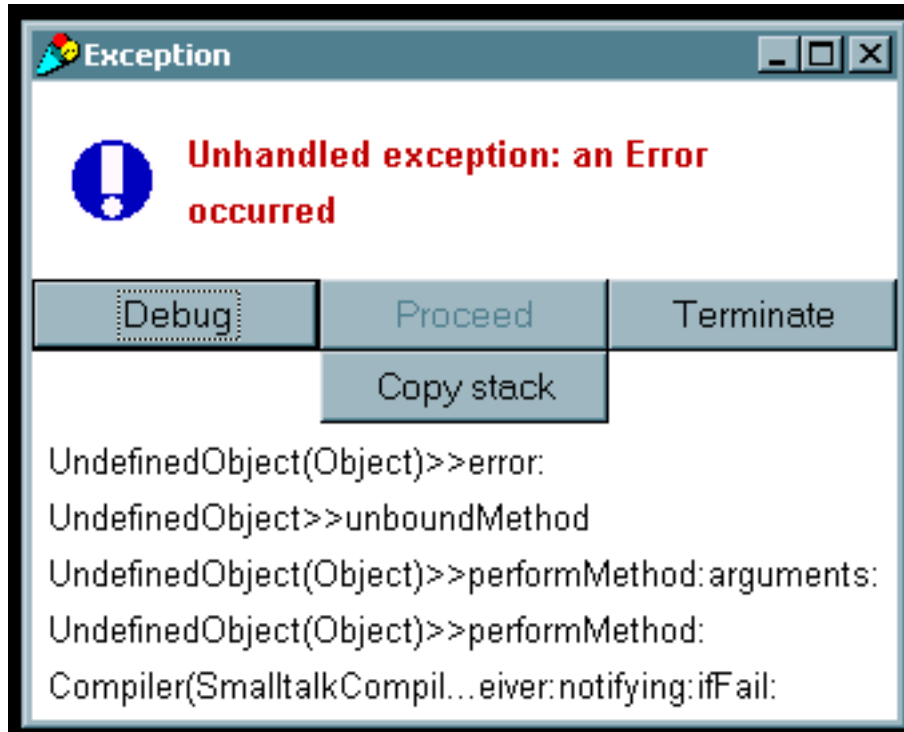 Exception
Unhandled exception: an Error
occurred
Debug Proceed Terminate
Copy stack
UndefinedObject(Object)>>error:
UndefinedObject>>unboundMethod
UndefinedObject(Object)>>performMethod:arguments:
UndefinedObject(Object)>>performMethod:
Compiler(SmalltalkCompil...eiver:notifying:ifFail: